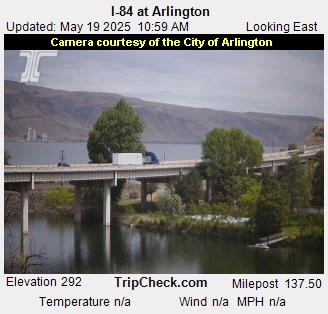 I-84 at Arlington
Updated: May 19 2025 10:59 AM Looking East
Camera courtesy of the City of Arlington
Elevation 292 TripCheck.com Milepost 137.50
Temperature n/a Wind n/a MPH n/a